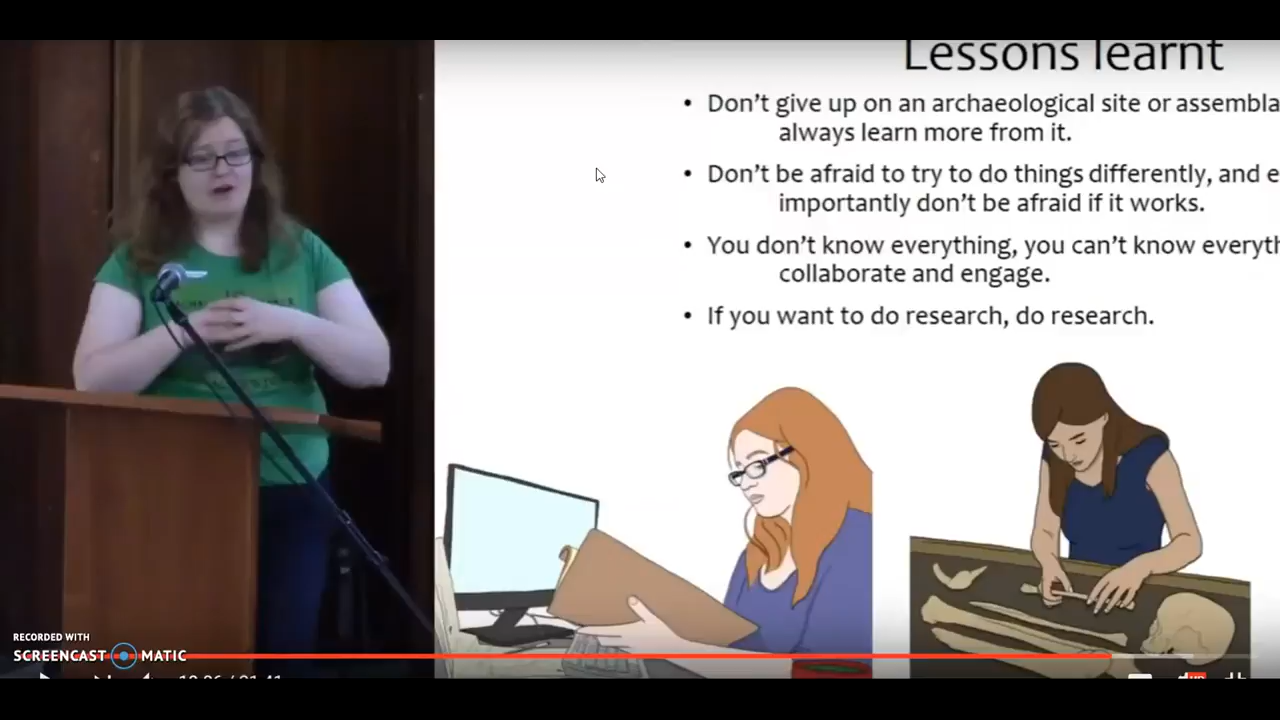 Lessons learnt
• Don't give up on an archaeological site or assembla
always learn more from it.
• Don't be afraid to try to do things differently, and e
importantly don't be afraid if it works.
• You don't know everything, you can't know everyth
collaborate and engage.
• If you want to do research, do research.
RECORDED WITH
SCREENCAST MATIC